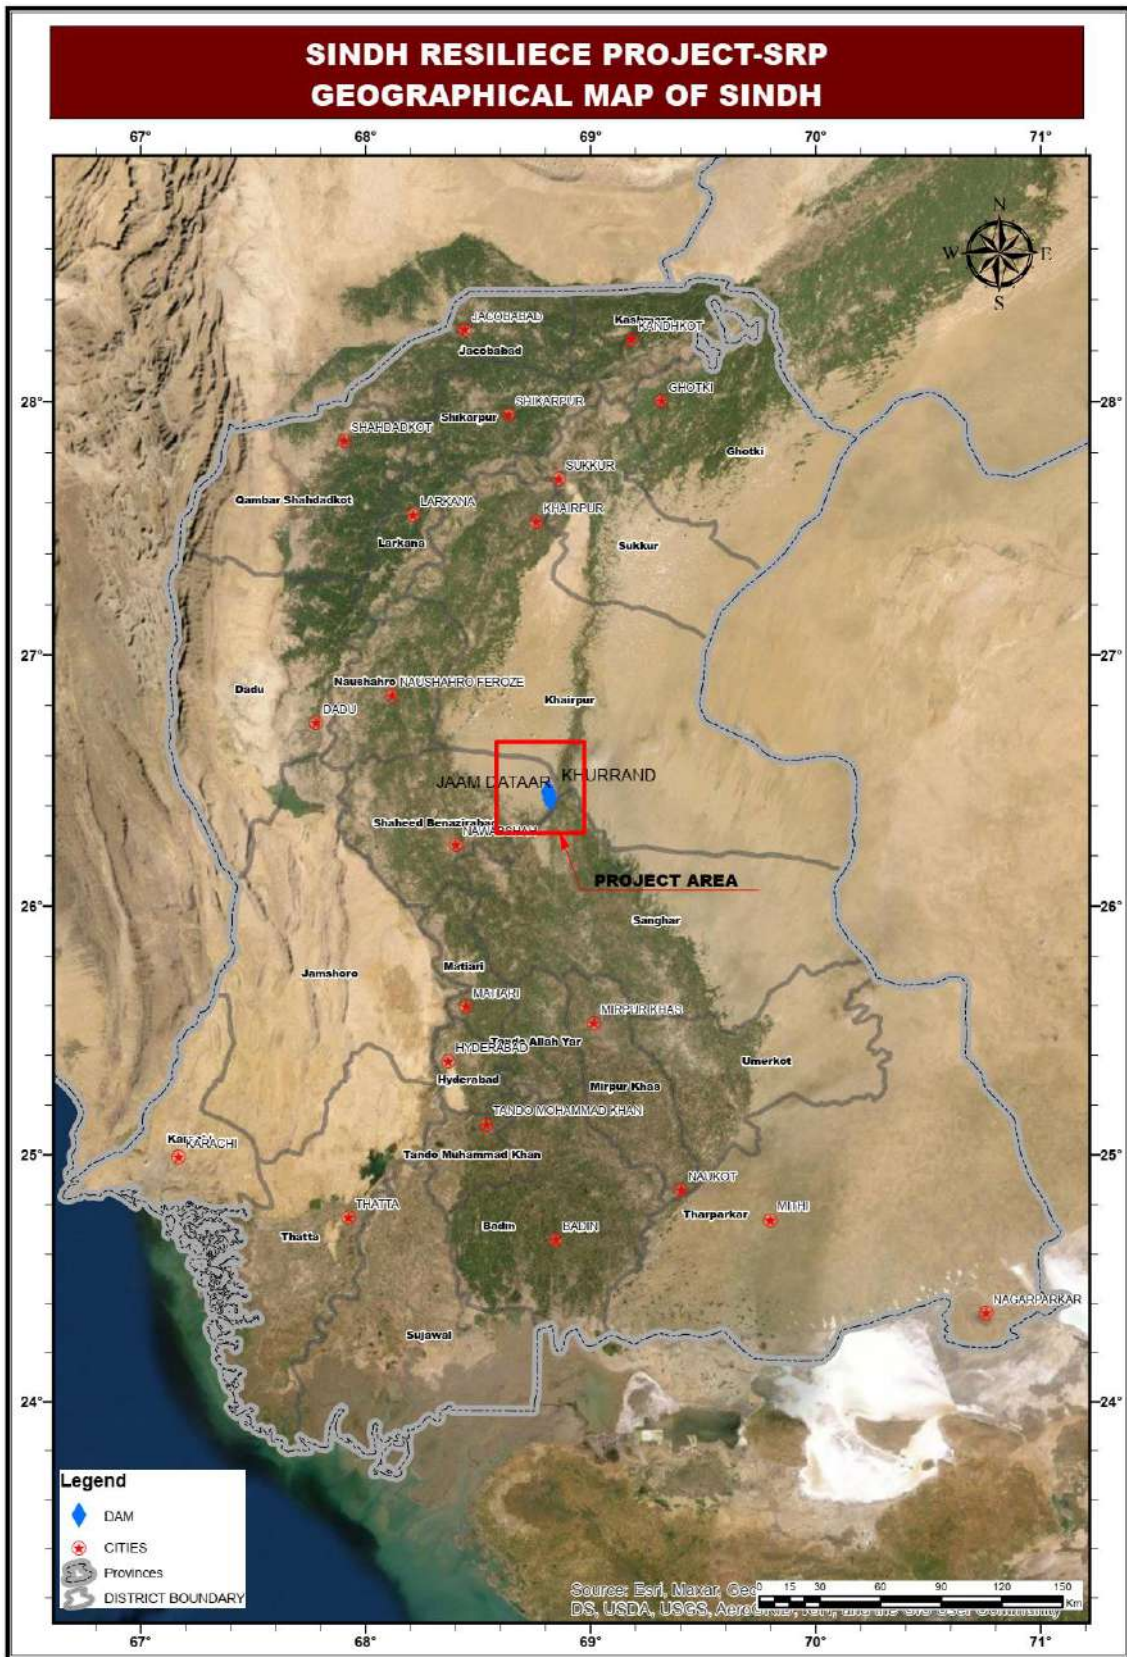 SINDH RESILIECE PROJECT-SRP
GEOGRAPHICAL MAP OF SINDH
67° 68° 69° 70° 71°
N
W E
S
JACOBABAD
Jacobabad
KANDHKOT
GHOTKI
28° 28°
SHIKARPUR
Shikarpur
SHAHDADKOT
Ghotki
SUKKUR
Qambar Shahdadkot
LARKANA
KHAIRPUR
Larkana
Sukkur
27° 27°
Naushahro NAUSHAHRO FEROZE
Dadu
Khairpur
DADU
JAAM DATAAR KHURRAND
Shaheed Benazirabad
PROJECT AREA
26° 26°
Sanghar
Matiari
Jamshoro
MATIARI
MIRPUR KHAS
Tando Allah Yar
HYDERABAD
Umerkot
Hyderabad
Mirpur Khas
TANDO MOHAMMAD KHAN
KARACHI
25° 25°
Tando Muhammad Khan
NAUKOT
THATTA
Tharparkar
MITHI
Thatta
Badin
BADIN
NAGARPARKAR
Sujawal
24° 24°
Legend
DAM
CITIES
Provinces
DISTRICT BOUNDARY
Source: Esri, Maxar,
0 15 30 60 90 120 150
Km
DS, USDA, USGS,
67° 68° 69° 70° 71°